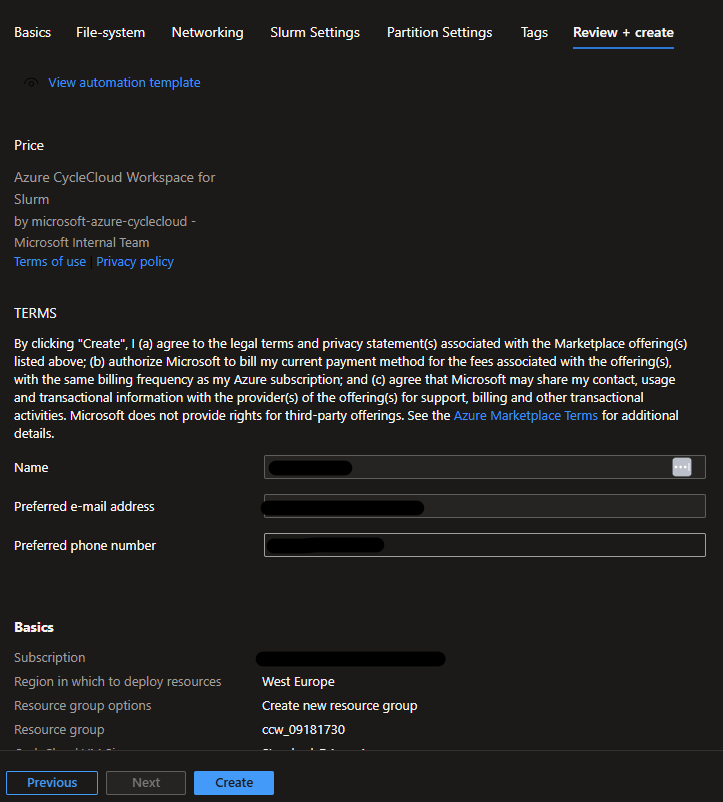 Basics File-system Networking Slurm Settings Partition Settings Tags Review + create
View automation template
Price
Azure CycleCloud Workspace for
Slurm
by microsoft-azure-cyclecloud -
Microsoft Internal Team
Terms of use | Privacy policy
TERMS
By clicking "Create", I (a) agree to the legal terms and privacy statement(s) associated with the Marketplace offering(s)
listed above; (b) authorize Microsoft to bill my current payment method for the fees associated with the offering(s),
with the same billing frequency as my Azure subscription; and (c) agree that Microsoft may share my contact, usage
and transactional information with the provider(s) of the offering(s) for support, billing and other transactional
activities. Microsoft does not provide rights for third-party offerings. See the Azure Marketplace Terms for additional
details.
Name
Preferred e-mail address
Preferred phone number
Basics
Subscription
Region in which to deploy resources West Europe
Resource group options Create new resource group
Resource group ccw_09181730
Previous Next Create